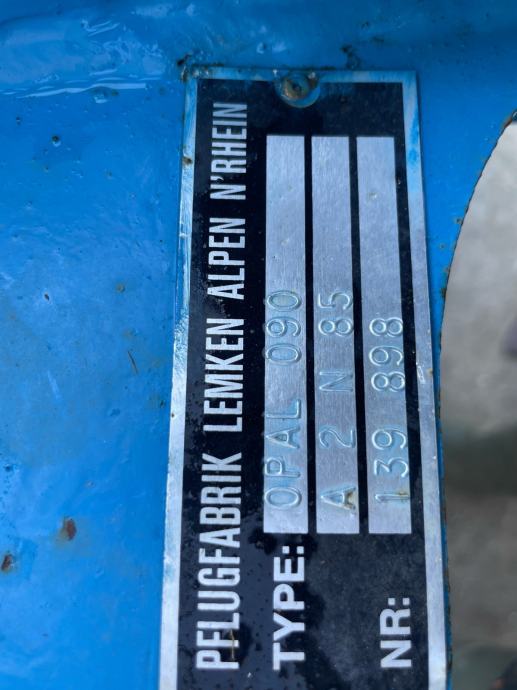 PFLUGFABRIK LEMKEN ALPEN N'RHEIN
TYPE: OPAL 090
A 2 N 85
NR: 139 898